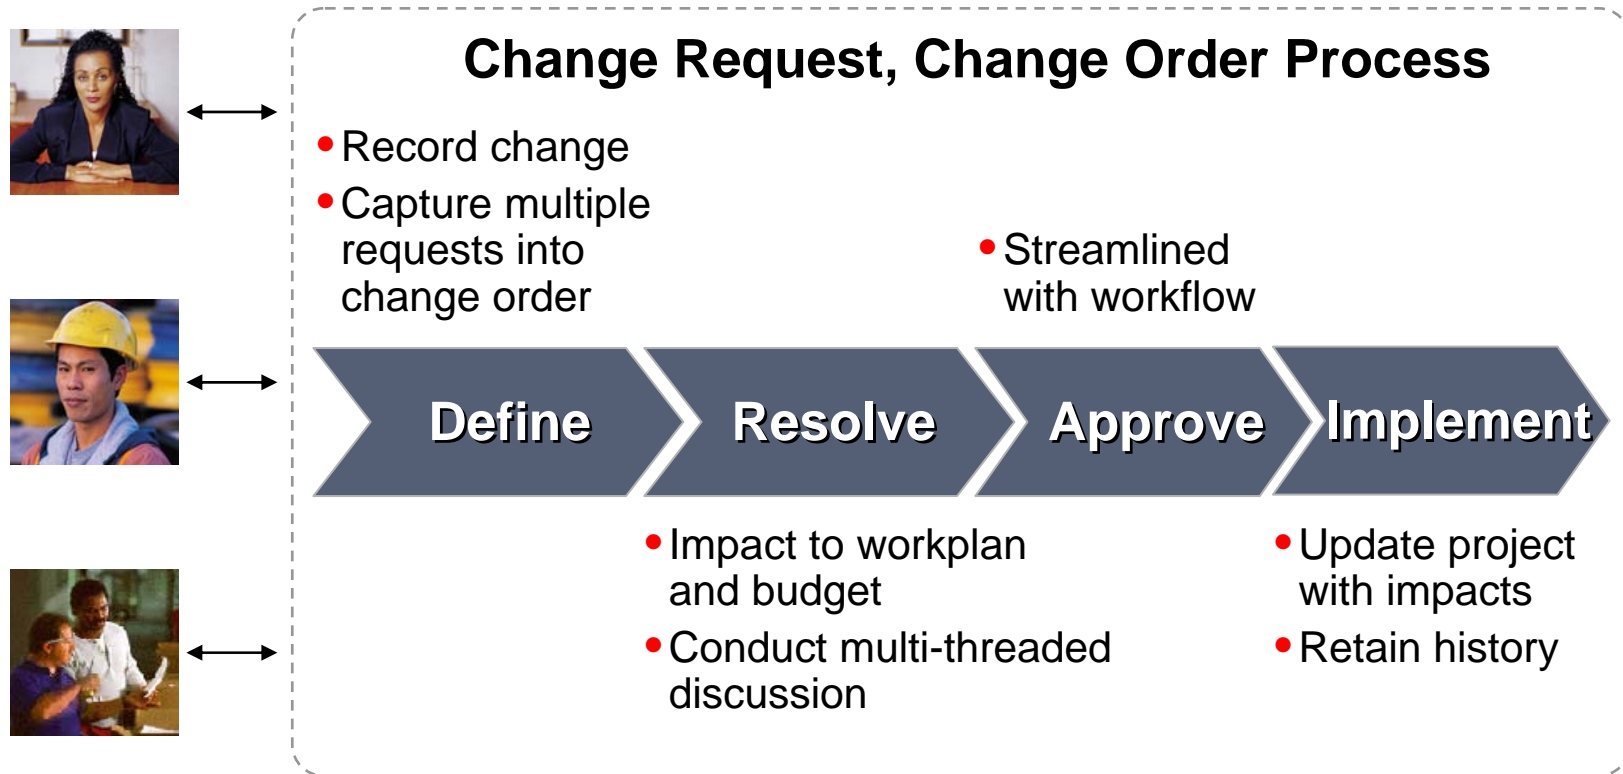 Change Request, Change Order Process
• Record change
• Capture multiple
requests into
change order
• Streamlined
with workflow
Define
Resolve
Approve
Implement
• Impact to workplan
and budget
• Conduct multi-threaded
discussion
• Update project
with impacts
• Retain history